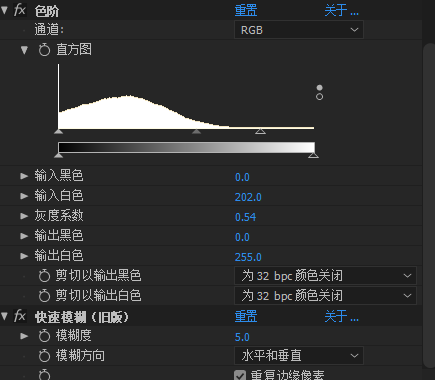 fx 色阶 重置 关于 ...
通道: RGB
直方图
输入黑色 0.0
输入白色 202.0
灰度系数 0.54
输出黑色 0.0
输出白色 255.0
剪切以输出黑色 为 32 bpc 颜色关闭
剪切以输出白色 为 32 bpc 颜色关闭
fx 快速模糊(旧版) 重置 关于 ...
模糊度 5.0
模糊方向 水平和垂直
重复边缘像素